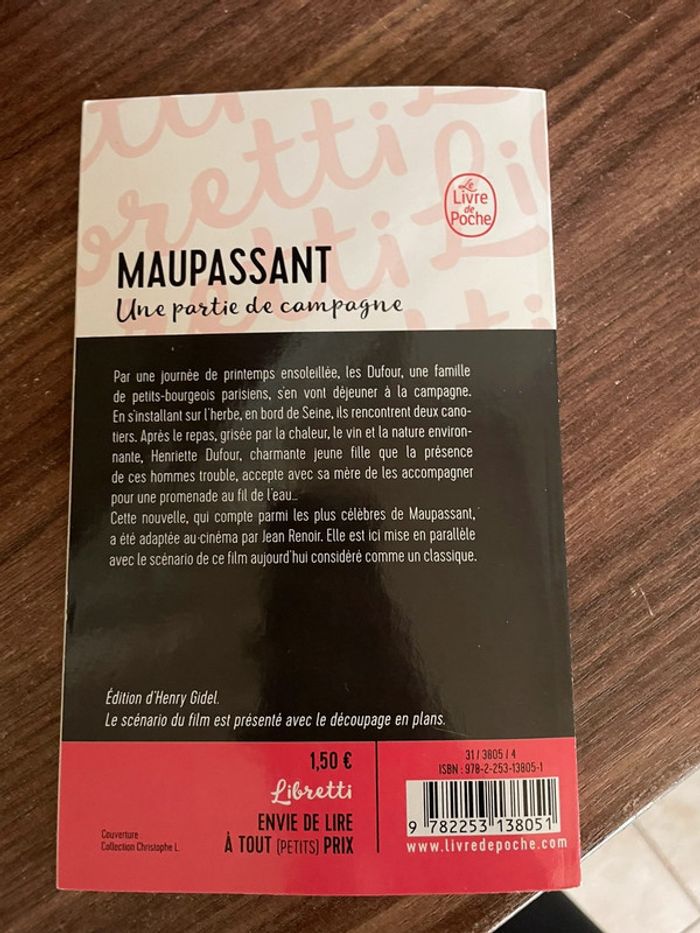 Le
Livre
de
Poche
MAUPASSANT
Une partie de campagne
Par une journée de printemps ensoleillée, les Dufour, une famille
de petits-bourgeois parisiens, s'en vont déjeuner à la campagne.
En s'installant sur l'herbe, en bord de Seine, ils rencontrent deux cano-
tiers. Après le repas, grisée par la chaleur, le vin et la nature environ-
nante, Henriette Dufour, charmante jeune fille que la présence
de ces hommes trouble, accepte avec sa mère de les accompagner
pour une promenade au fil de l'eau...
Cette nouvelle, qui compte parmi les plus célèbres de Maupassant,
a été adaptée au cinéma par Jean Renoir. Elle est ici mise en parallèle
avec le scénario de ce film aujourd'hui considéré comme un classique.
Édition d'Henry Gidel.
Le scénario du film est présenté avec le découpage en plans.
1,50 €
Libretti
ENVIE DE LIRE
À TOUT (PETITS) PRIX
Couverture
Collection Christophe L.
31 / 3805 / 4
ISBN : 978-2-253-13805-1
9 782253 138051
www.livredepoche.com